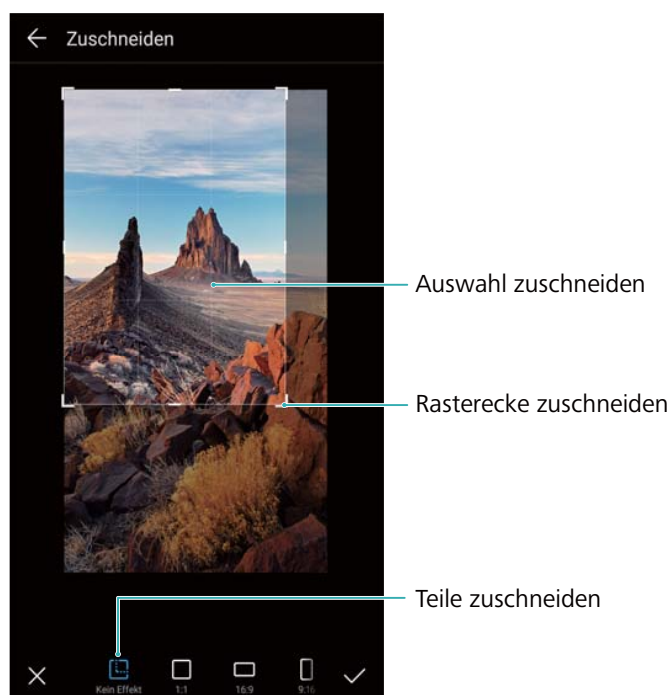 Zuschneiden
Auswahl zuschneiden
Rasterecke zuschneiden
Teile zuschneiden
Kein Effekt 1:1 16:9 9:16